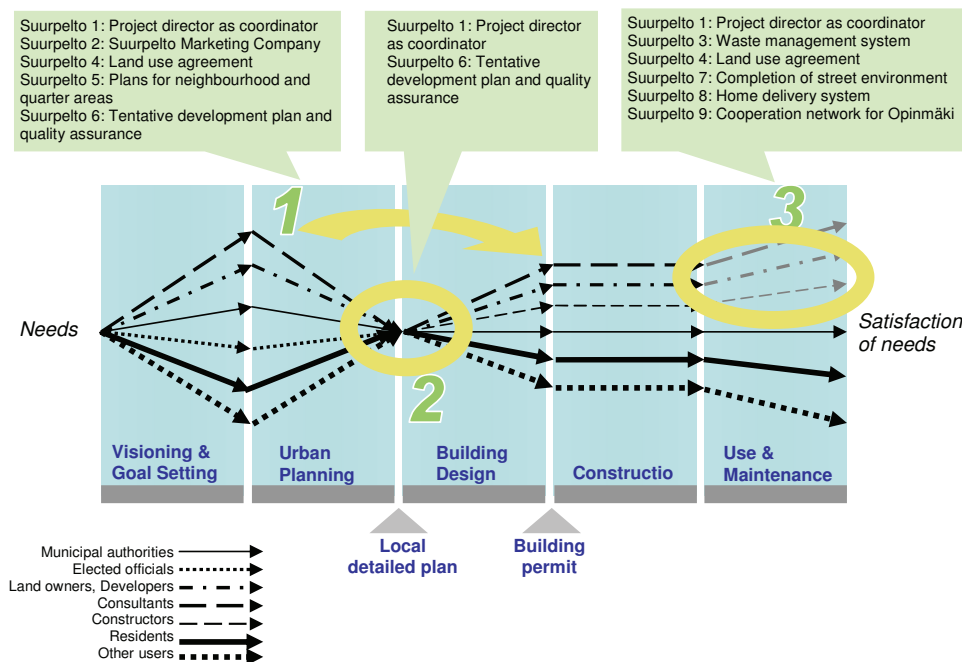 Suurpelto 1: Project director as coordinator
Suurpelto 2: Suurpelto Marketing Company
Suurpelto 4: Land use agreement
Suurpelto 5: Plans for neighbourhood and
quarter areas
Suurpelto 6: Tentative development plan and
quality assurance
Suurpelto 1: Project director
as coordinator
Suurpelto 6: Tentative
development plan and quality
assurance
Suurpelto 1: Project director as coordinator
Suurpelto 3: Waste management system
Suurpelto 4: Land use agreement
Suurpelto 7: Completion of street environment
Suurpelto 8: Home delivery system
Suurpelto 9: Cooperation network for Opinmäki
1
3
Needs
Satisfaction
of needs
2
Visioning &
Goal Setting
Urban
Planning
Building
Design
Constructio
Use &
Maintenance
Local
detailed plan
Building
permit
Municipal authorities
Elected officials
Land owners, Developers
Consultants
Constructors
Residents
Other users